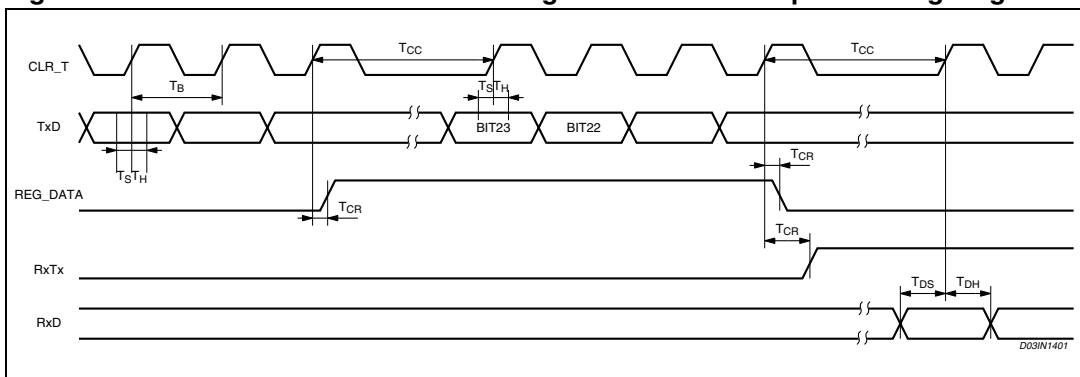 CLR_T
TCC
TCC
TB
TSTH
TxD
BIT23
BIT22
TSTH
TCR
REG_DATA
TCR
TCR
RxTx
TDS
TDH
RxD
D03IN1401